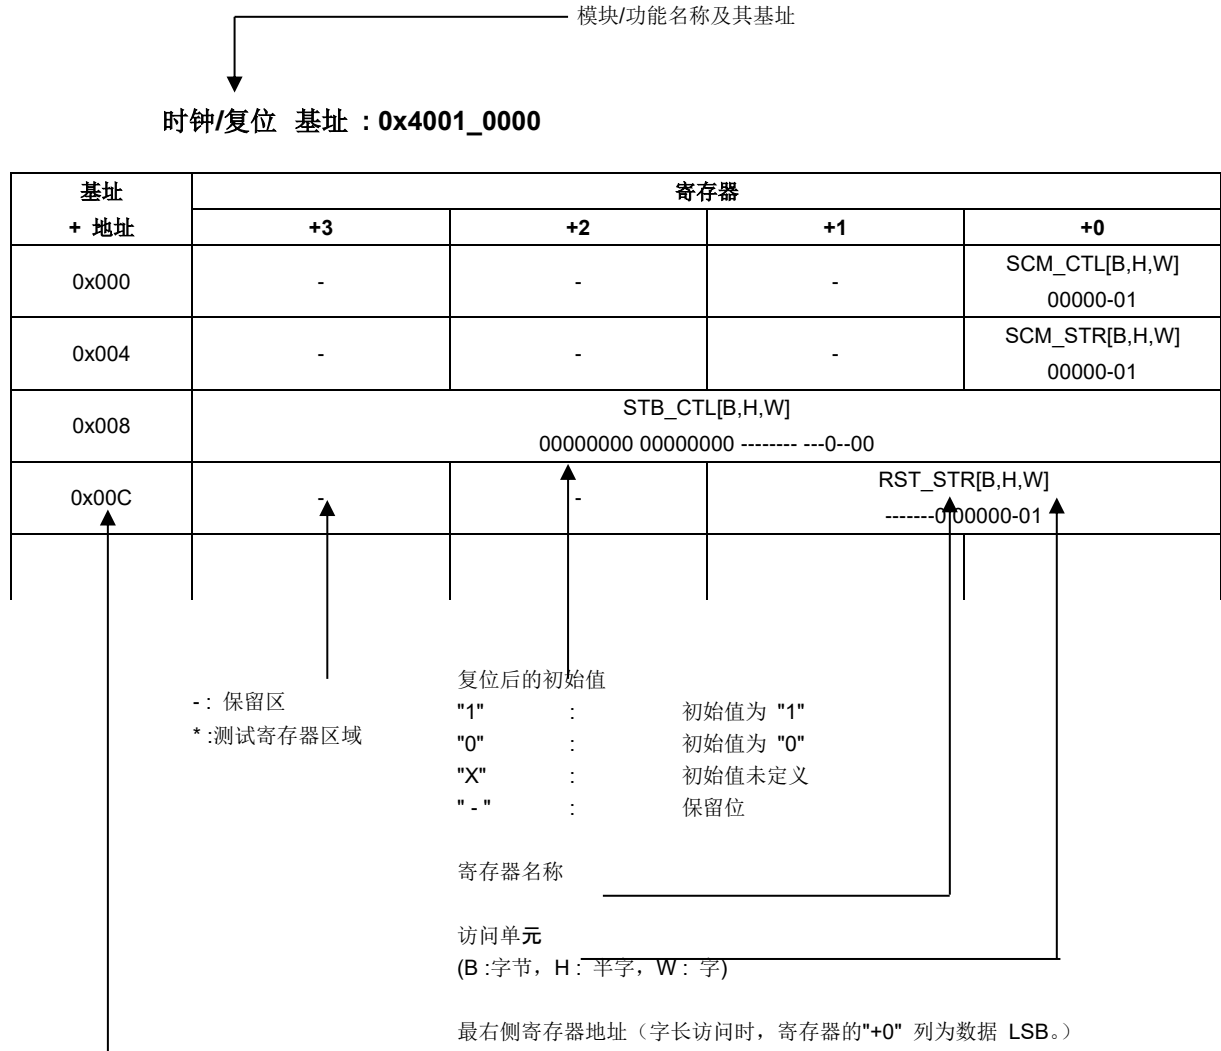 模块/功能名称及其基址
时钟/复位 基址 : 0x4001_0000
基址
+ 地址
寄存器
+3 +2 +1 +0
0x000 - - - SCM_CTL[B,H,W]
00000-01
0x004 - - - SCM_STR[B,H,W]
00000-01
0x008 STB_CTL[B,H,W]
00000000 00000000 -------- ---0--00
0x00C - - RST_STR[B,H,W]
-------0 00000-01
- : 保留区
* :测试寄存器区域
复位后的初始值
"1" : 初始值为 "1"
"0" : 初始值为 "0"
"X" : 初始值未定义
" - " : 保留位
寄存器名称
访问单元
(B :字节，H : 半字，W : 字)
最右侧寄存器地址（字长访问时，寄存器的"+0" 列为数据 LSB。）